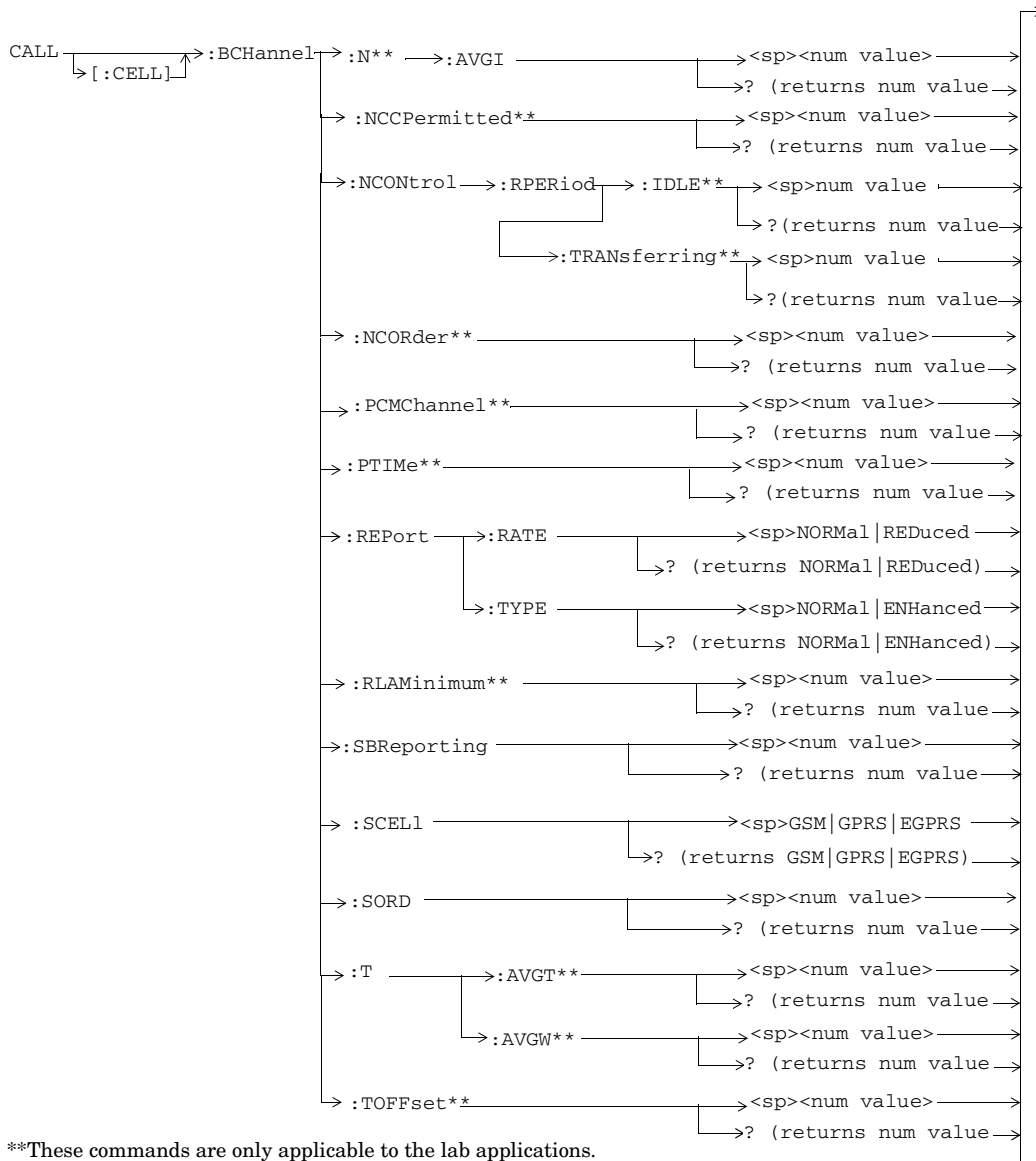 CALL [:CELL] :BCHannel :N** :AVGI <sp><num value>
? (returns num value
:NCCPermitted** <sp><num value>
? (returns num value
:NCONtrol :RPERiod :IDLE** <sp>num value
?(returns num value
:TRANsferring** <sp>num value
?(returns num value
:NCORder** <sp><num value>
? (returns num value
:PCMChannel** <sp><num value>
? (returns num value
:PTIMe** <sp><num value>
? (returns num value
:REPort :RATE <sp>NORMal|REDuced
? (returns NORMal|REDuced)
:TYPE <sp>NORMal|ENHanced
? (returns NORMal|ENHanced)
:RLAMinimum** <sp><num value>
? (returns num value
:SBReporting <sp><num value>
? (returns num value
:SCELl <sp>GSM|GPRS|EGPRS
? (returns GSM|GPRS|EGPRS)
:SORD <sp><num value>
? (returns num value
:T :AVGT** <sp><num value>
? (returns num value
:AVGW** <sp><num value>
? (returns num value
:TOFFset** <sp><num value>
? (returns num value
**These commands are only applicable to the lab applications.